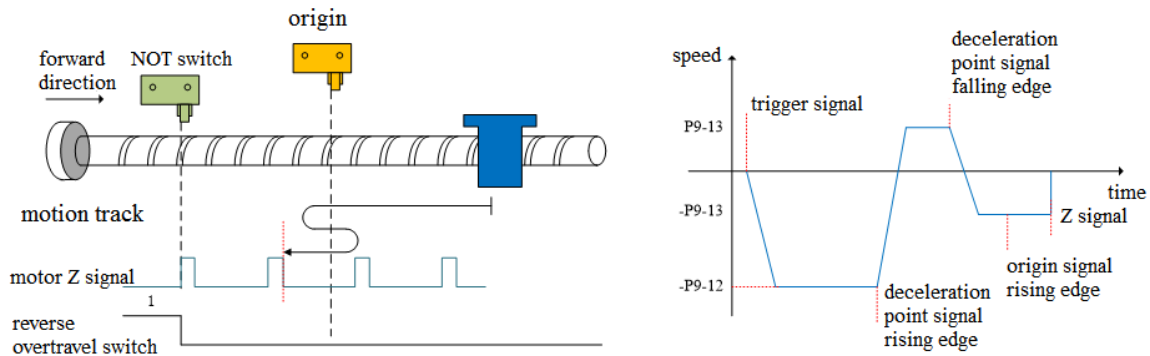 origin
forward
direction
NOT switch
motion track
motor Z signal
1
reverse
overtravel switch
speed
deceleration
point signal
falling edge
trigger signal
P9-13
time
-P9-13
Z signal
origin signal
rising edge
-P9-12
deceleration
point signal
rising edge